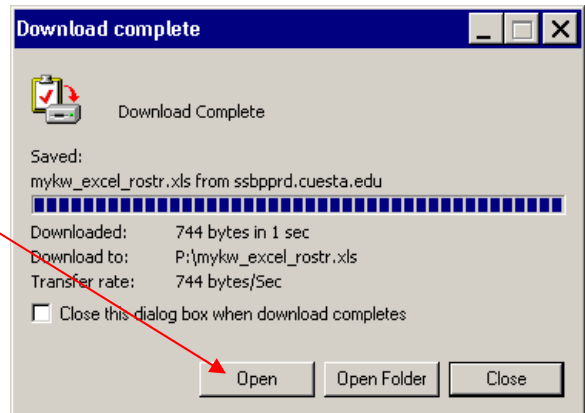 Download complete
Download Complete
Saved:
mykw_excel_rostr.xls from ssbpprd.cuesta.edu
Downloaded: 744 bytes in 1 sec
Download to: P:\mykw_excel_rostr.xls
Transfer rate: 744 bytes/Sec
Close this dialog box when download completes
Open Open Folder Close